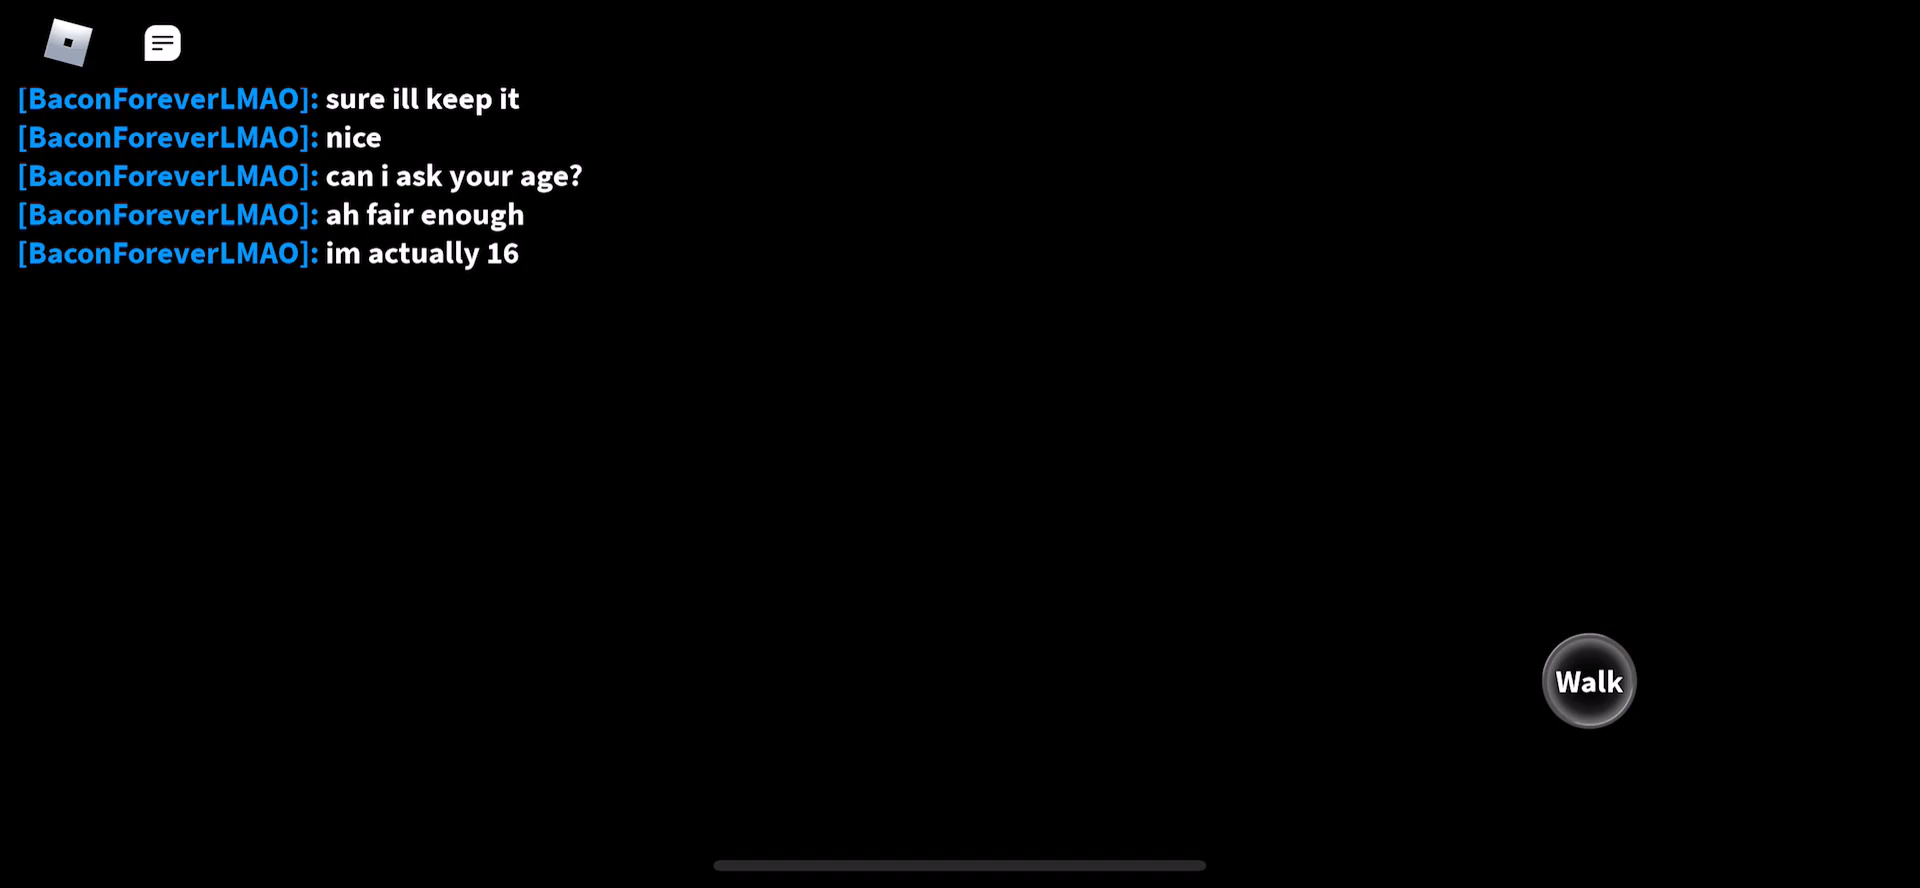 [BaconForeverLMAO]: sure ill keep it
[BaconForeverLMAO]: nice
[BaconForeverLMAO]: can i ask your age?
[BaconForeverLMAO]: ah fair enough
[BaconForeverLMAO]: im actually 16
Walk